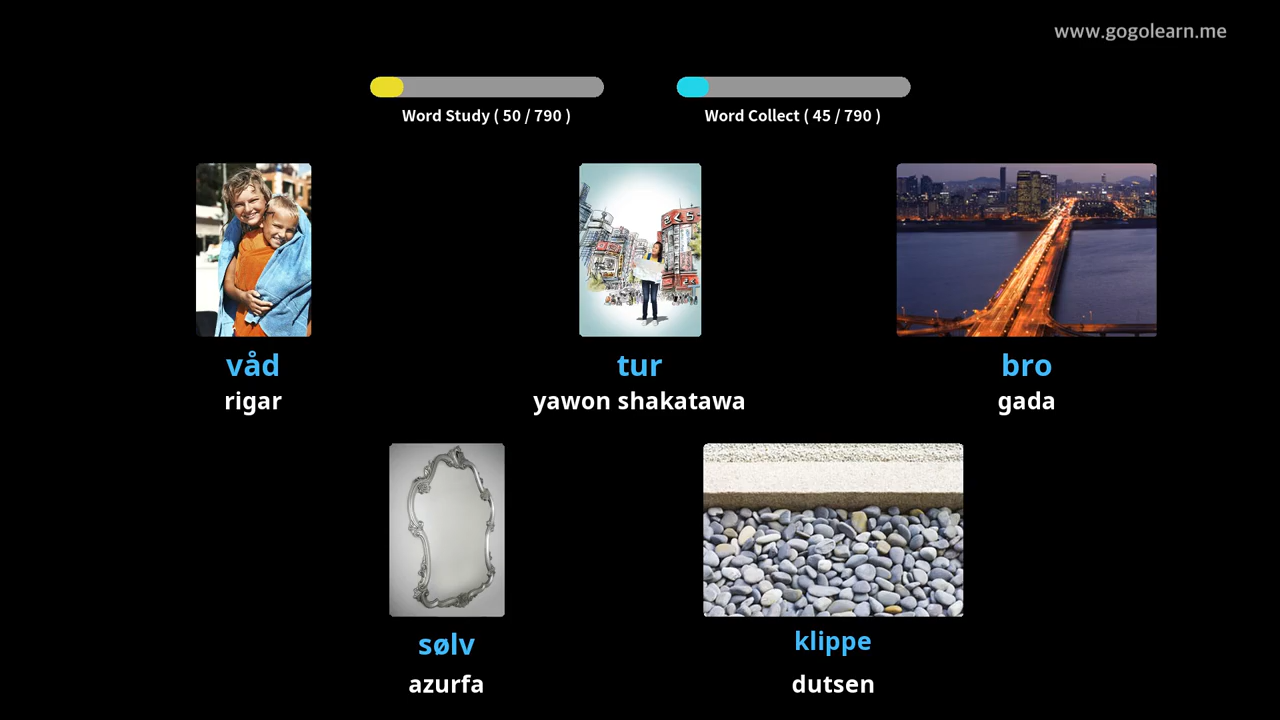 www.gogolearn.me
Word Study ( 50 / 790 )
Word Collect ( 45 / 790 )
våd
rigar
tur
yawon shakatawa
bro
gada
sølv
azurfa
klippe
dutsen